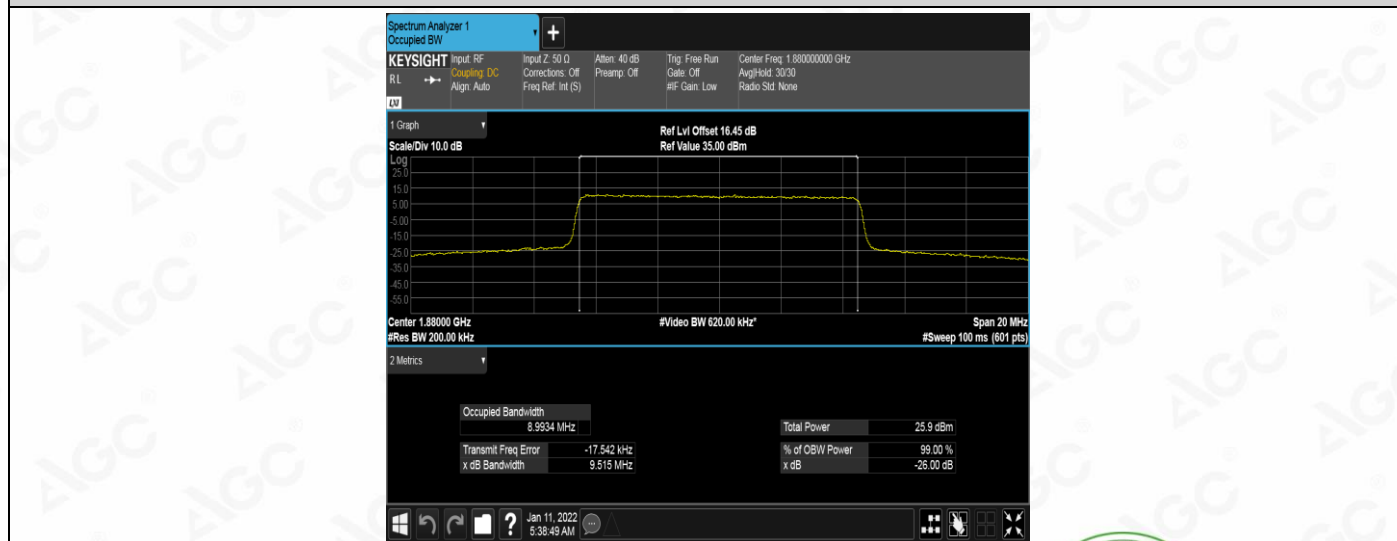 Spectrum Analyzer 1
Occupied BW
+
KEYSIGHT
RL
Input: RF
Coupling: DC
Align: Auto
Input Z: 50 Ω
Corrections: Off
Freq Ref: Int (S)
Atten: 40 dB
Preamp: Off
Trig: Free Run
Gate: Off
#IF Gain: Low
Center Freq: 1.880000000 GHz
Avg|Hold: 30/30
Radio Std: None
LXI
1 Graph
Scale/Div 10.0 dB
Ref Lvl Offset 16.45 dB
Ref Value 35.00 dBm
Log
25.0
15.0
5.00
-5.00
-15.0
-25.0
-35.0
-45.0
-55.0
Center 1.88000 GHz
#Res BW 200.00 kHz
#Video BW 620.00 kHz*
Span 20 MHz
#Sweep 100 ms (601 pts)
2 Metrics
Occupied Bandwidth
8.9934 MHz
Transmit Freq Error -17.542 kHz
x dB Bandwidth 9.515 MHz
Total Power 25.9 dBm
% of OBW Power 99.00 %
x dB -26.00 dB
?
Jan 11, 2022
5:38:49 AM
AGC